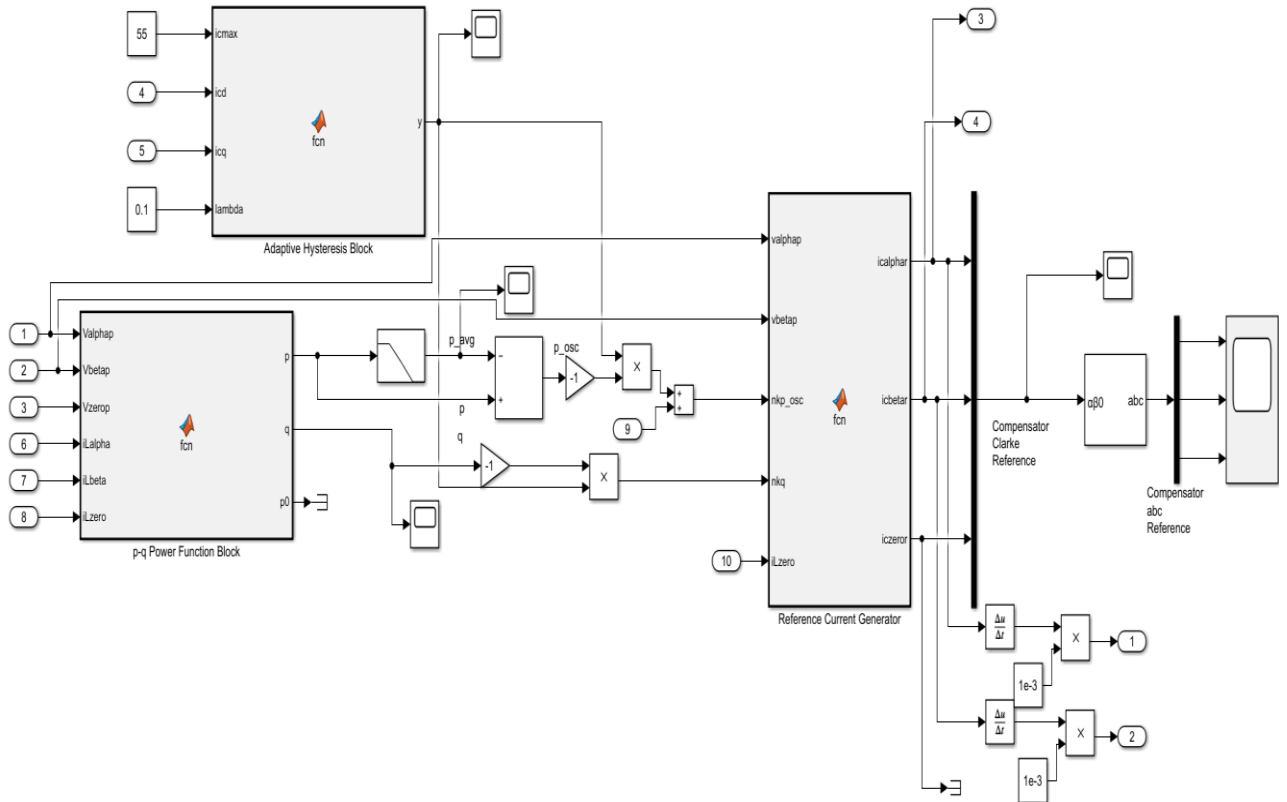 55
icmax
4
icd
5
icq
0.1
lambda
fcn
y
Adaptive Hysteresis Block
3
4
1
Valphap
2
Vbetap
3
Vzerop
6
iLalpha
7
iLbeta
8
iLzero
fcn
p
q
p0
p-q Power Function Block
p_avg
−
+
p_osc
-1
p
q
-1
X
X
+
+
9
10
valphap
vbetap
nkp_osc
nkq
iLzero
fcn
icalphar
icbetar
iczeror
Reference Current Generator
Compensator
Clarke
Reference
αβ0
abc
Compensator
abc
Reference
Δu
Δt
X
1
1e-3
Δu
Δt
X
2
1e-3